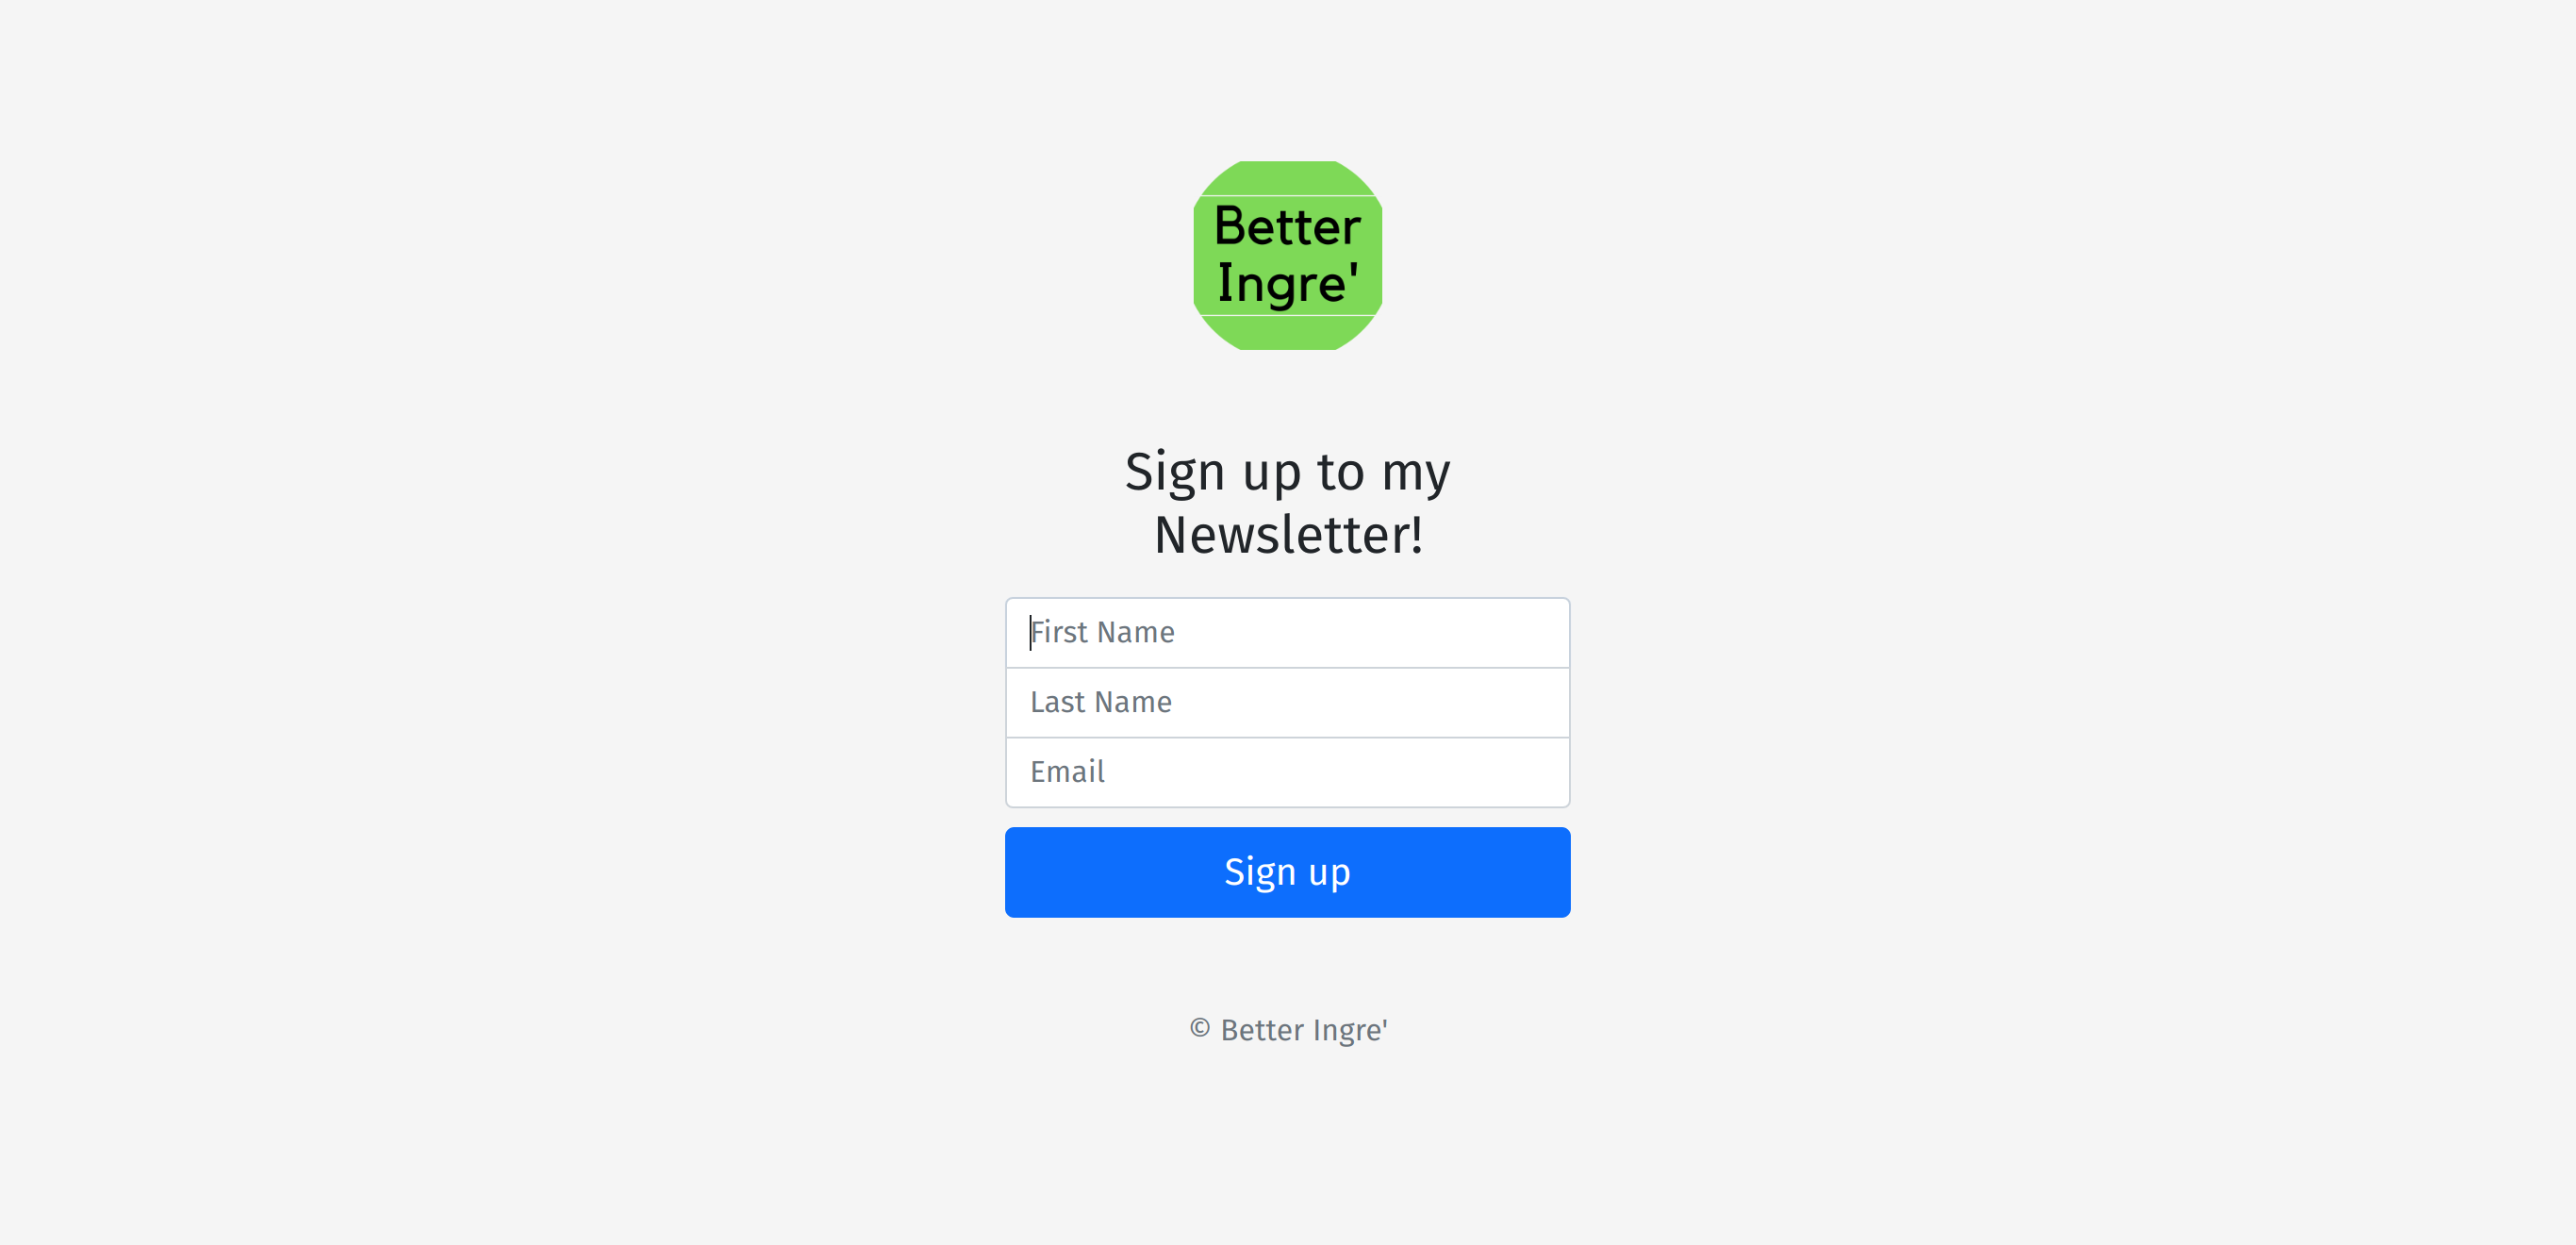 Better
Ingre'
Sign up to my
Newsletter!
First Name
Last Name
Email
Sign up
© Better Ingre'